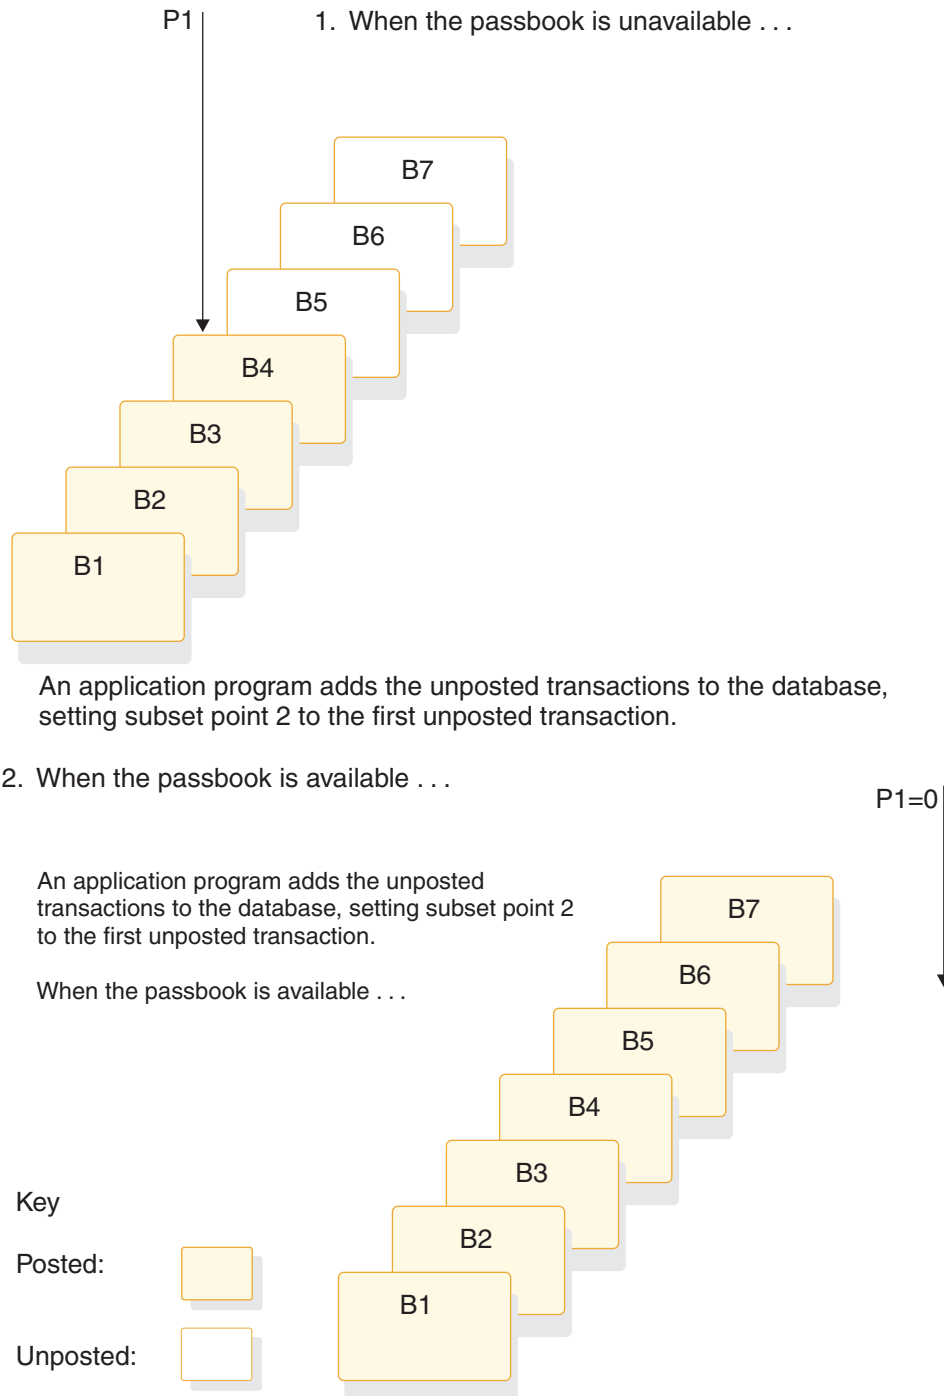 P1
1. When the passbook is unavailable . . .
B7
B6
B5
B4
B3
B2
B1
An application program adds the unposted transactions to the database,
setting subset point 2 to the first unposted transaction.
2. When the passbook is available . . .
P1=0
An application program adds the unposted
transactions to the database, setting subset point 2
to the first unposted transaction.
When the passbook is available . . .
B7
B6
B5
B4
B3
B2
B1
Key
Posted:
Unposted: